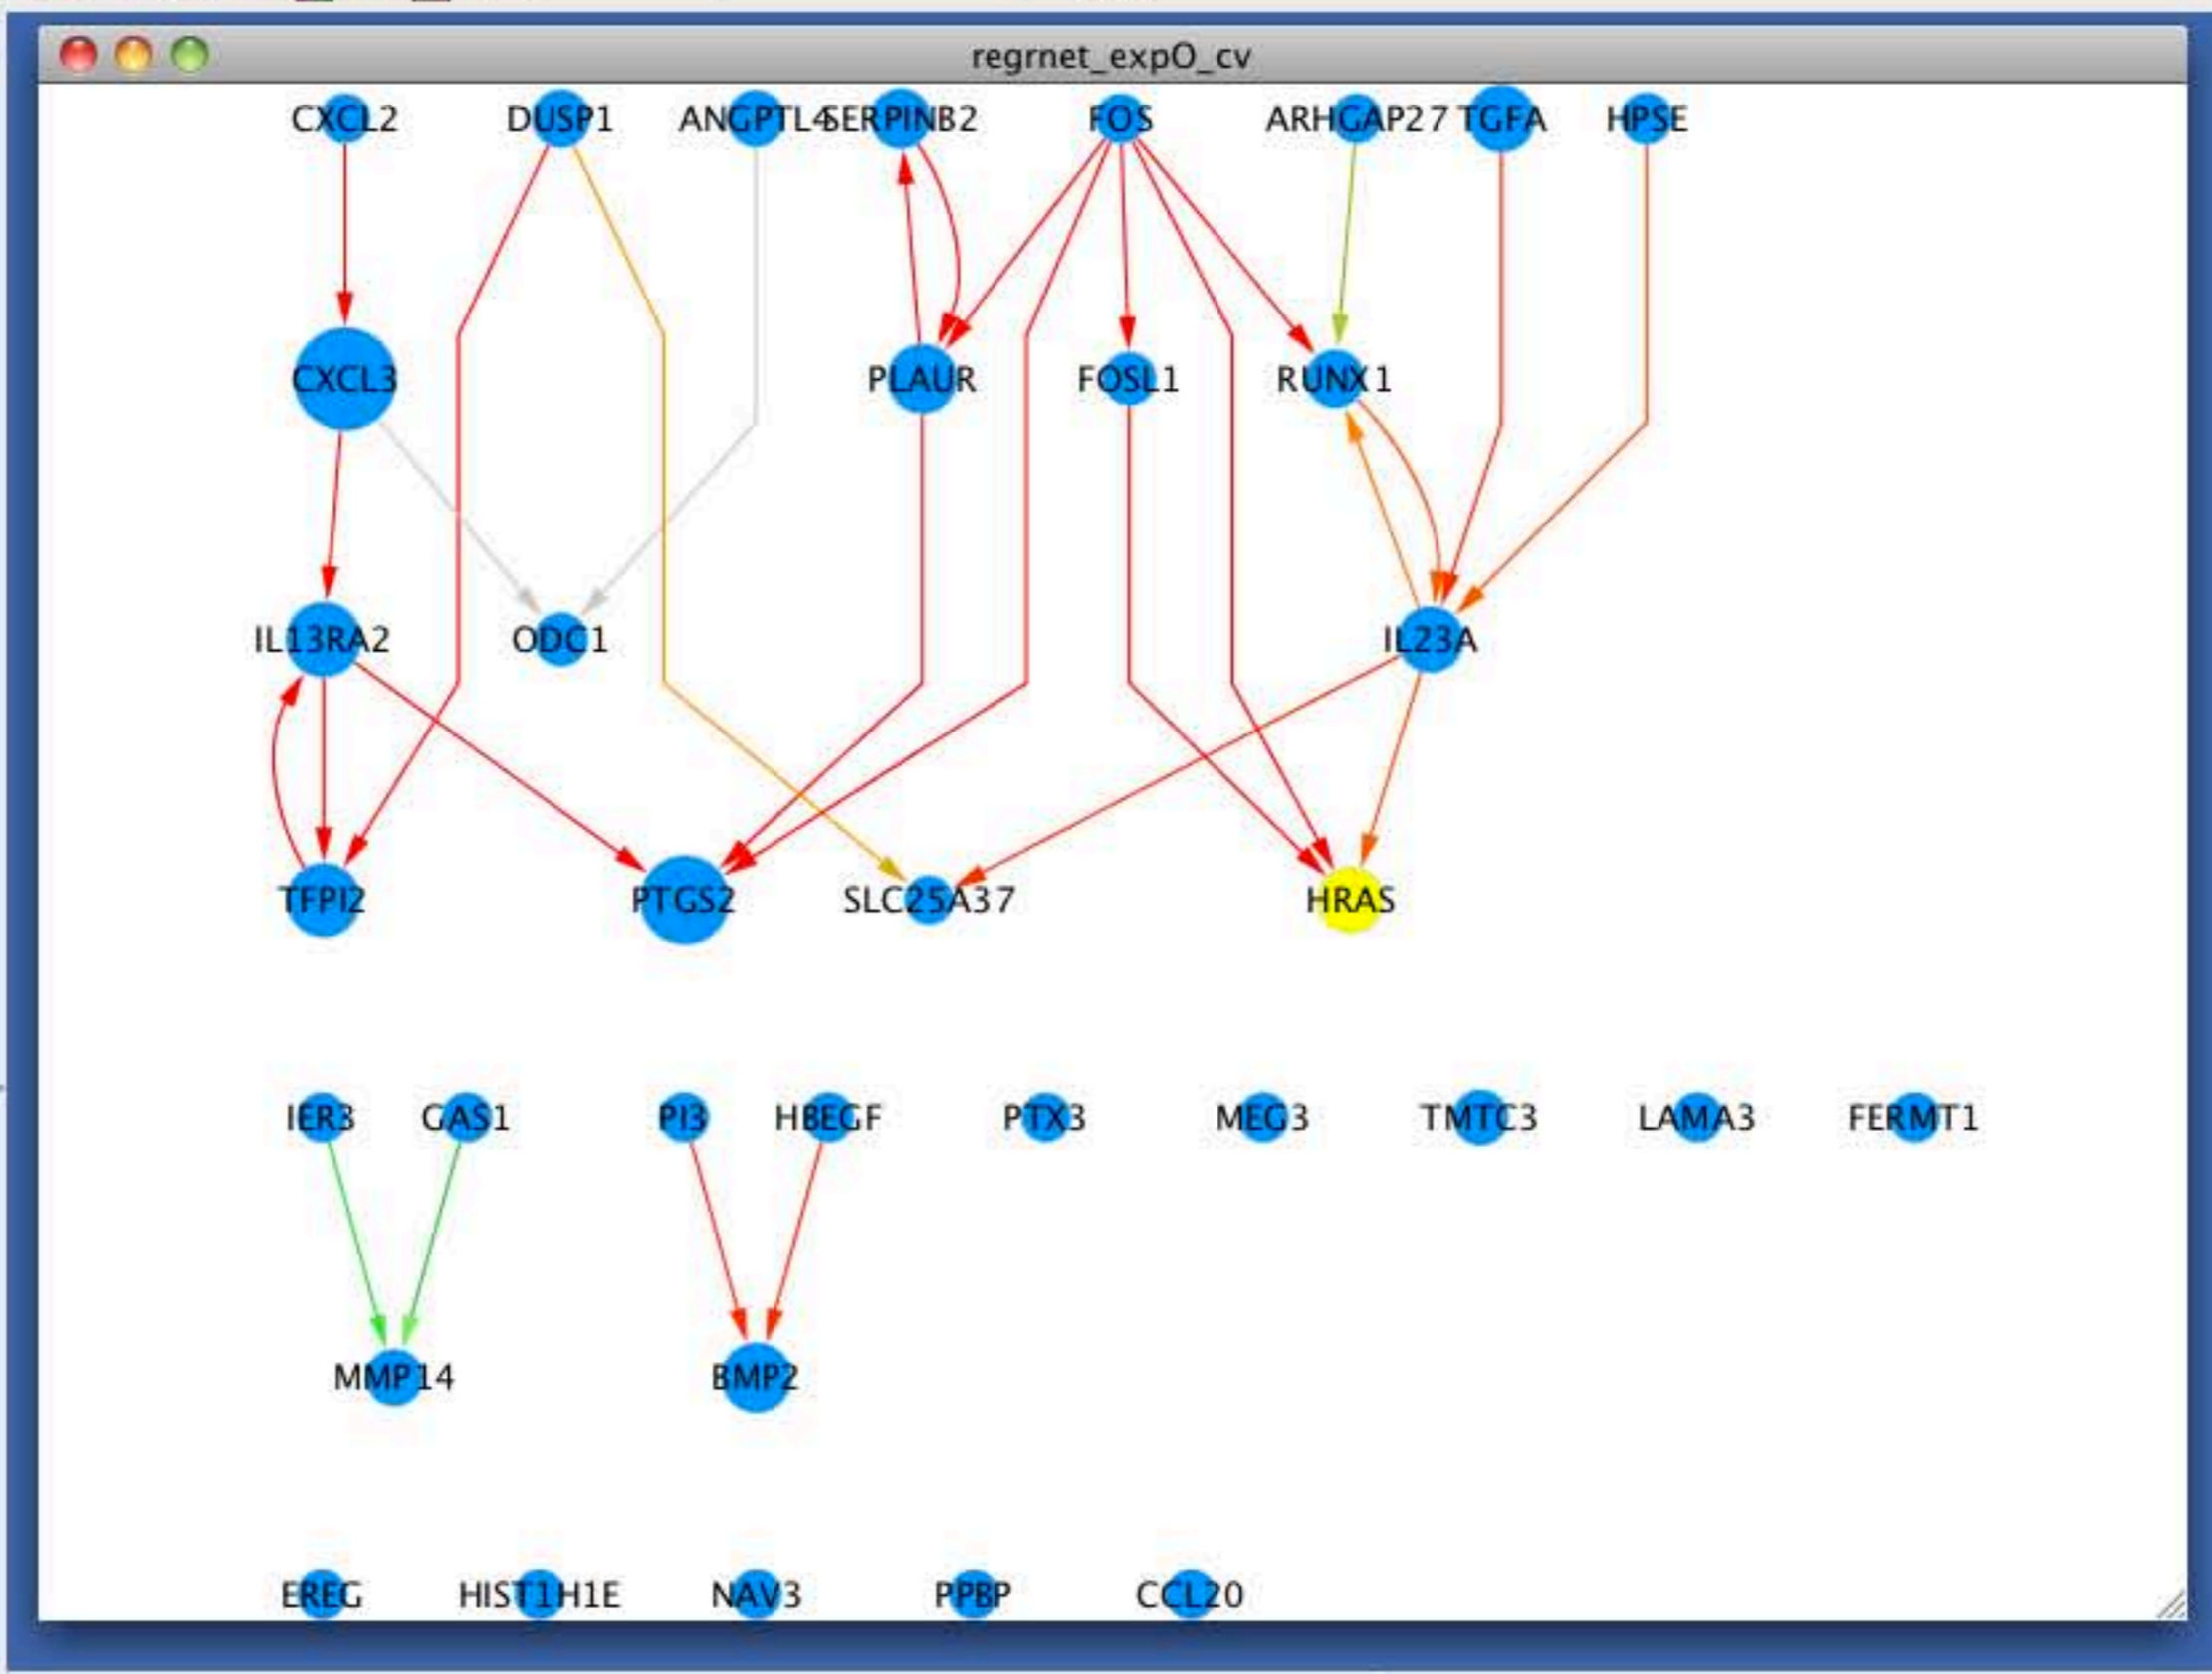 regrnet_expO_cv
CXCL2 DUSP1 ANGPTL4 SERPINB2 FOS ARHGAP27 TGFA HPSE
CXCL3 PLAUR FOSL1 RUNX1
IL13RA2 ODC1 IL23A
TFPI2 PTGS2 SLC25A37 HRAS
IER3 GAS1 PI3 HBEGF PTX3 MEG3 TMTC3 LAMA3 FERMT1
MMP14 BMP2
EREG HIST1H1E NAV3 PPBP CCL20